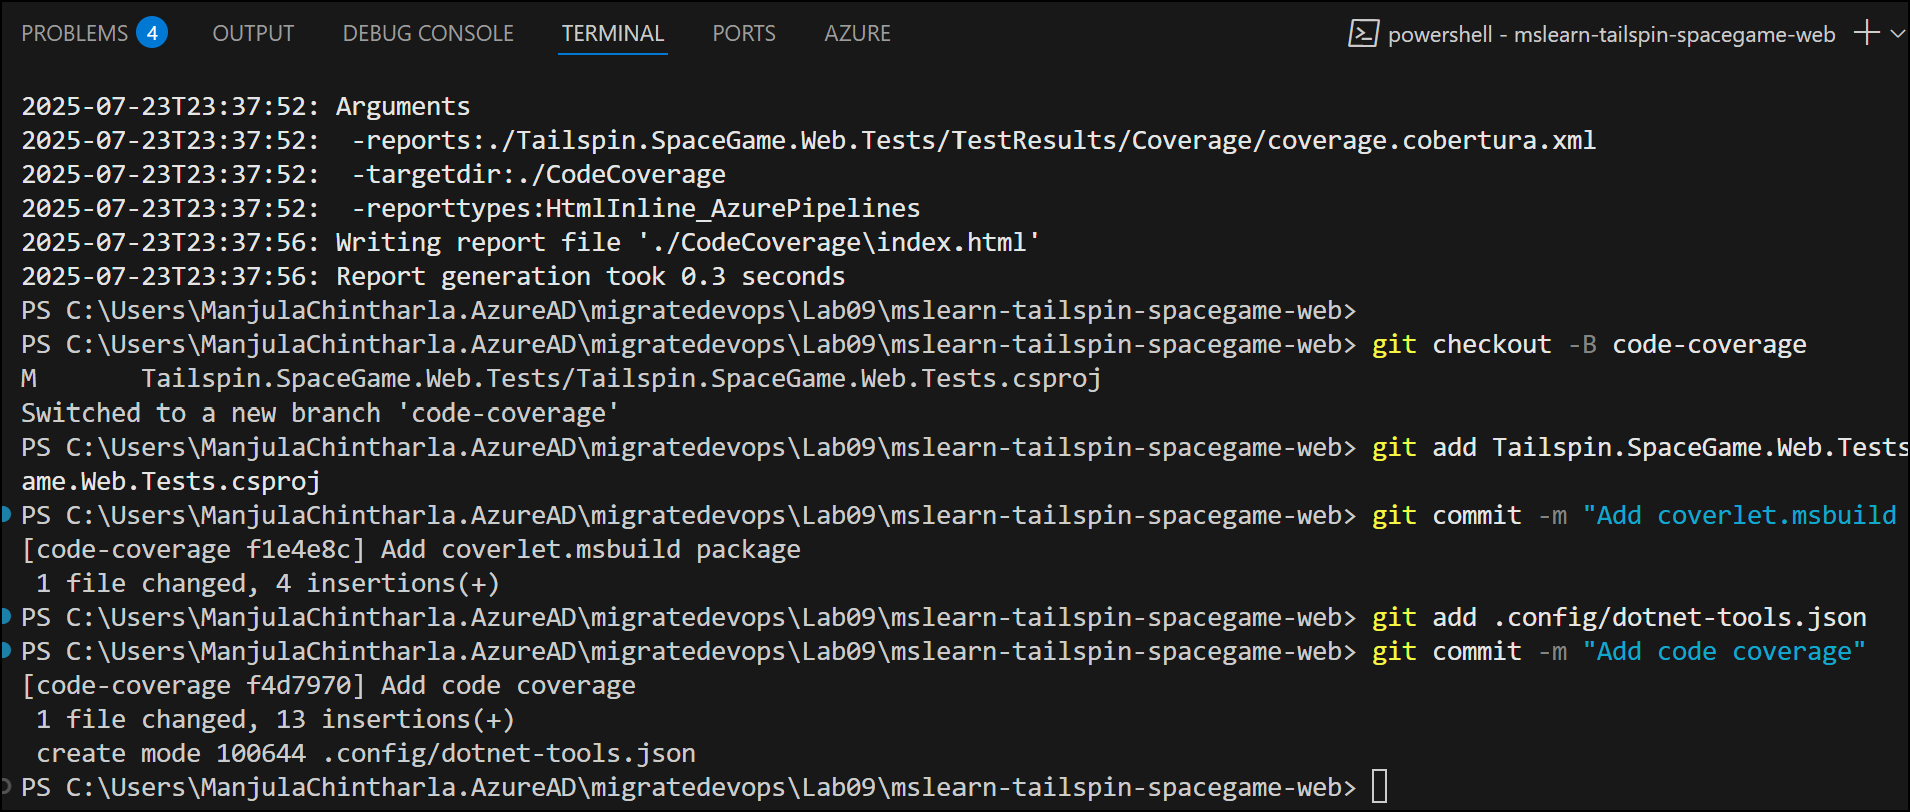 PROBLEMS 4 OUTPUT DEBUG CONSOLE TERMINAL PORTS AZURE powershell - mslearn-tailspin-spacegame-web
2025-07-23T23:37:52: Arguments
2025-07-23T23:37:52:  -reports:./Tailspin.SpaceGame.Web.Tests/TestResults/Coverage/coverage.cobertura.xml
2025-07-23T23:37:52:  -targetdir:./CodeCoverage
2025-07-23T23:37:52:  -reporttypes:HtmlInline_AzurePipelines
2025-07-23T23:37:56: Writing report file './CodeCoverage\index.html'
2025-07-23T23:37:56: Report generation took 0.3 seconds
PS C:\Users\ManjulaChintharla.AzureAD\migratedevops\Lab09\mslearn-tailspin-spacegame-web>
PS C:\Users\ManjulaChintharla.AzureAD\migratedevops\Lab09\mslearn-tailspin-spacegame-web> git checkout -B code-coverage
M       Tailspin.SpaceGame.Web.Tests/Tailspin.SpaceGame.Web.Tests.csproj
Switched to a new branch 'code-coverage'
PS C:\Users\ManjulaChintharla.AzureAD\migratedevops\Lab09\mslearn-tailspin-spacegame-web> git add Tailspin.SpaceGame.Web.Tests
ame.Web.Tests.csproj
PS C:\Users\ManjulaChintharla.AzureAD\migratedevops\Lab09\mslearn-tailspin-spacegame-web> git commit -m "Add coverlet.msbuild
[code-coverage f1e4e8c] Add coverlet.msbuild package
 1 file changed, 4 insertions(+)
PS C:\Users\ManjulaChintharla.AzureAD\migratedevops\Lab09\mslearn-tailspin-spacegame-web> git add .config/dotnet-tools.json
PS C:\Users\ManjulaChintharla.AzureAD\migratedevops\Lab09\mslearn-tailspin-spacegame-web> git commit -m "Add code coverage"
[code-coverage f4d7970] Add code coverage
 1 file changed, 13 insertions(+)
 create mode 100644 .config/dotnet-tools.json
PS C:\Users\ManjulaChintharla.AzureAD\migratedevops\Lab09\mslearn-tailspin-spacegame-web>